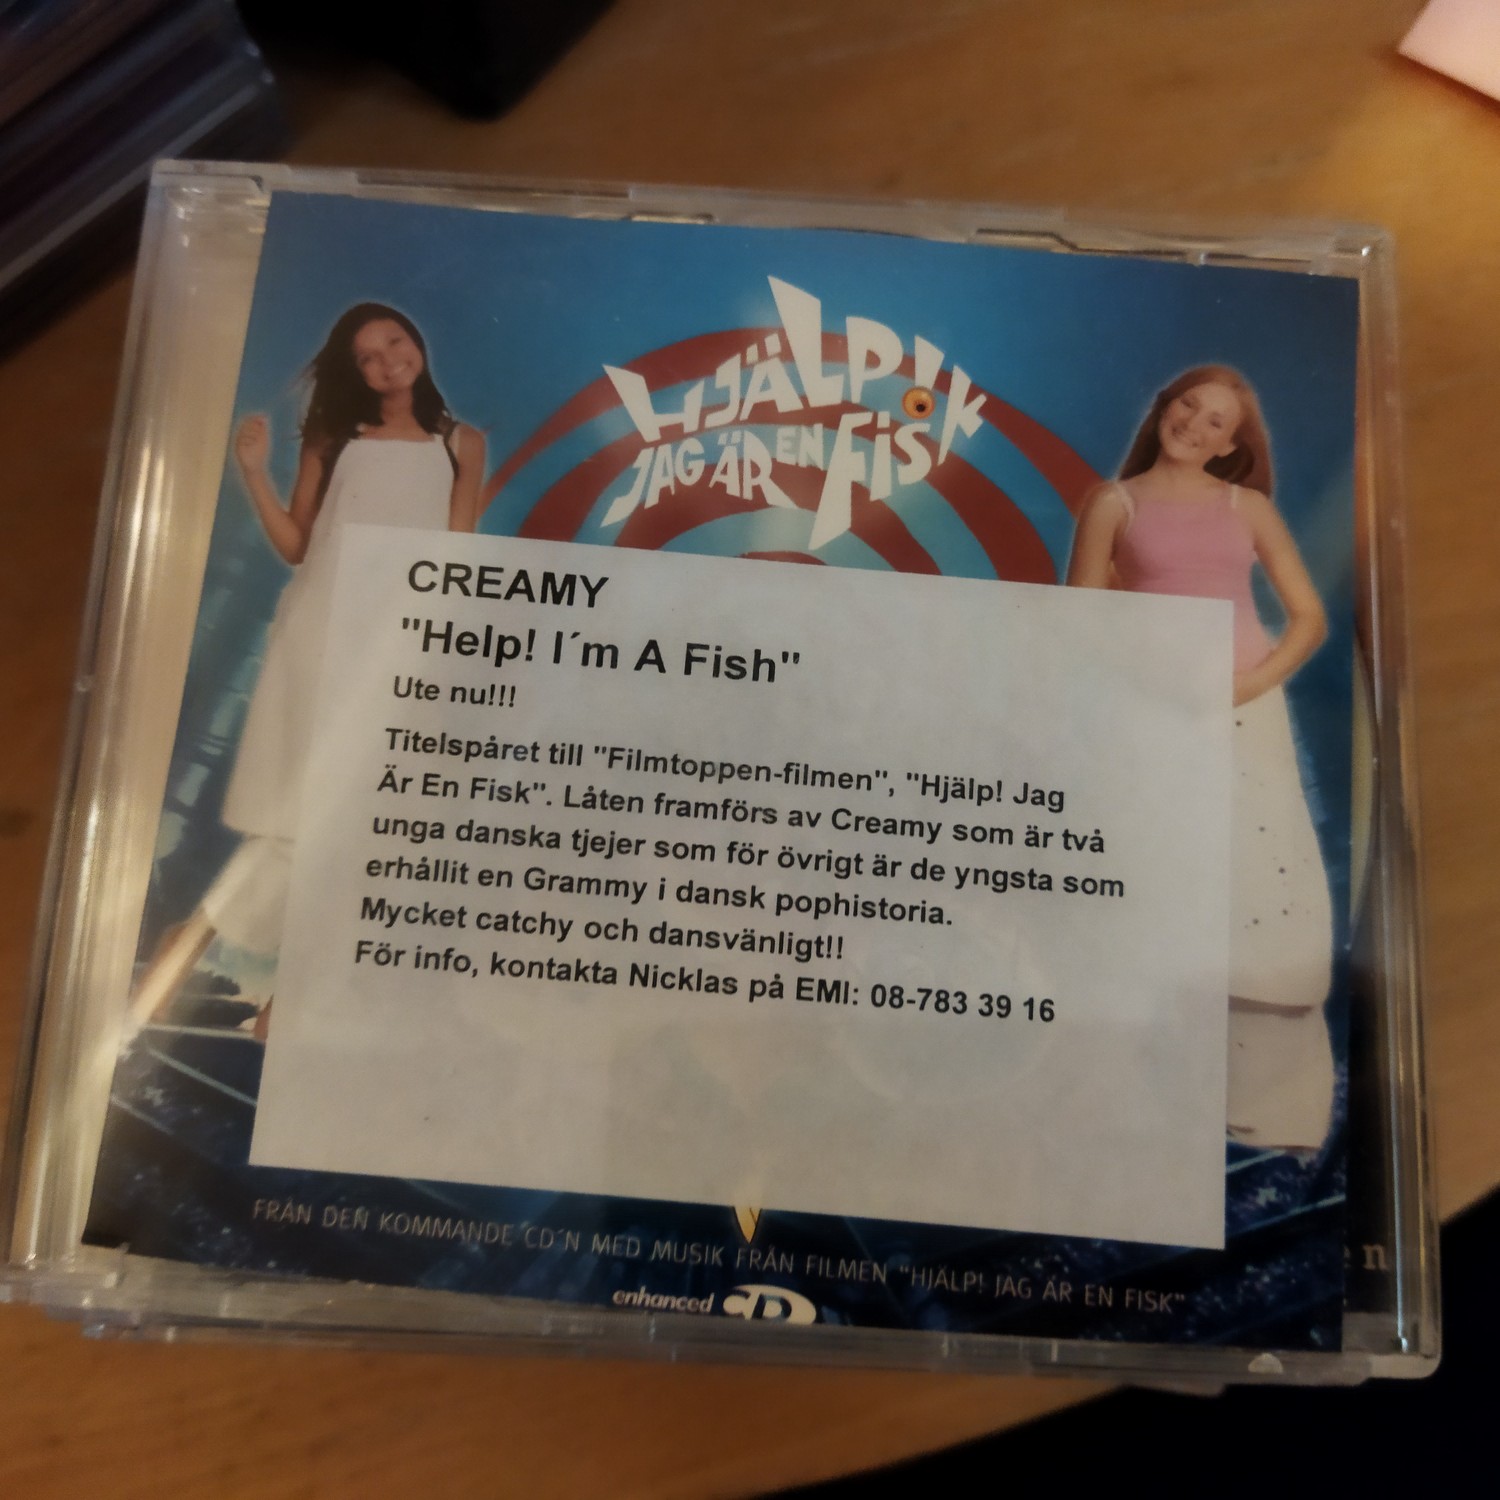 HJÄLP!
JAG ÄR EN FISK
CREAMY
"Help! I´m A Fish"
Ute nu!!!
Titelspåret till "Filmtoppen-filmen", "Hjälp! Jag
Är En Fisk". Låten framförs av Creamy som är två
unga danska tjejer som för övrigt är de yngsta som
erhållit en Grammy i dansk pophistoria.
Mycket catchy och dansvänligt!!
För info, kontakta Nicklas på EMI: 08-783 39 16
FRÅN DEN KOMMANDE CD´N MED MUSIK FRÅN FILMEN "HJÄLP! JAG ÄR EN FISK"
enhanced CD